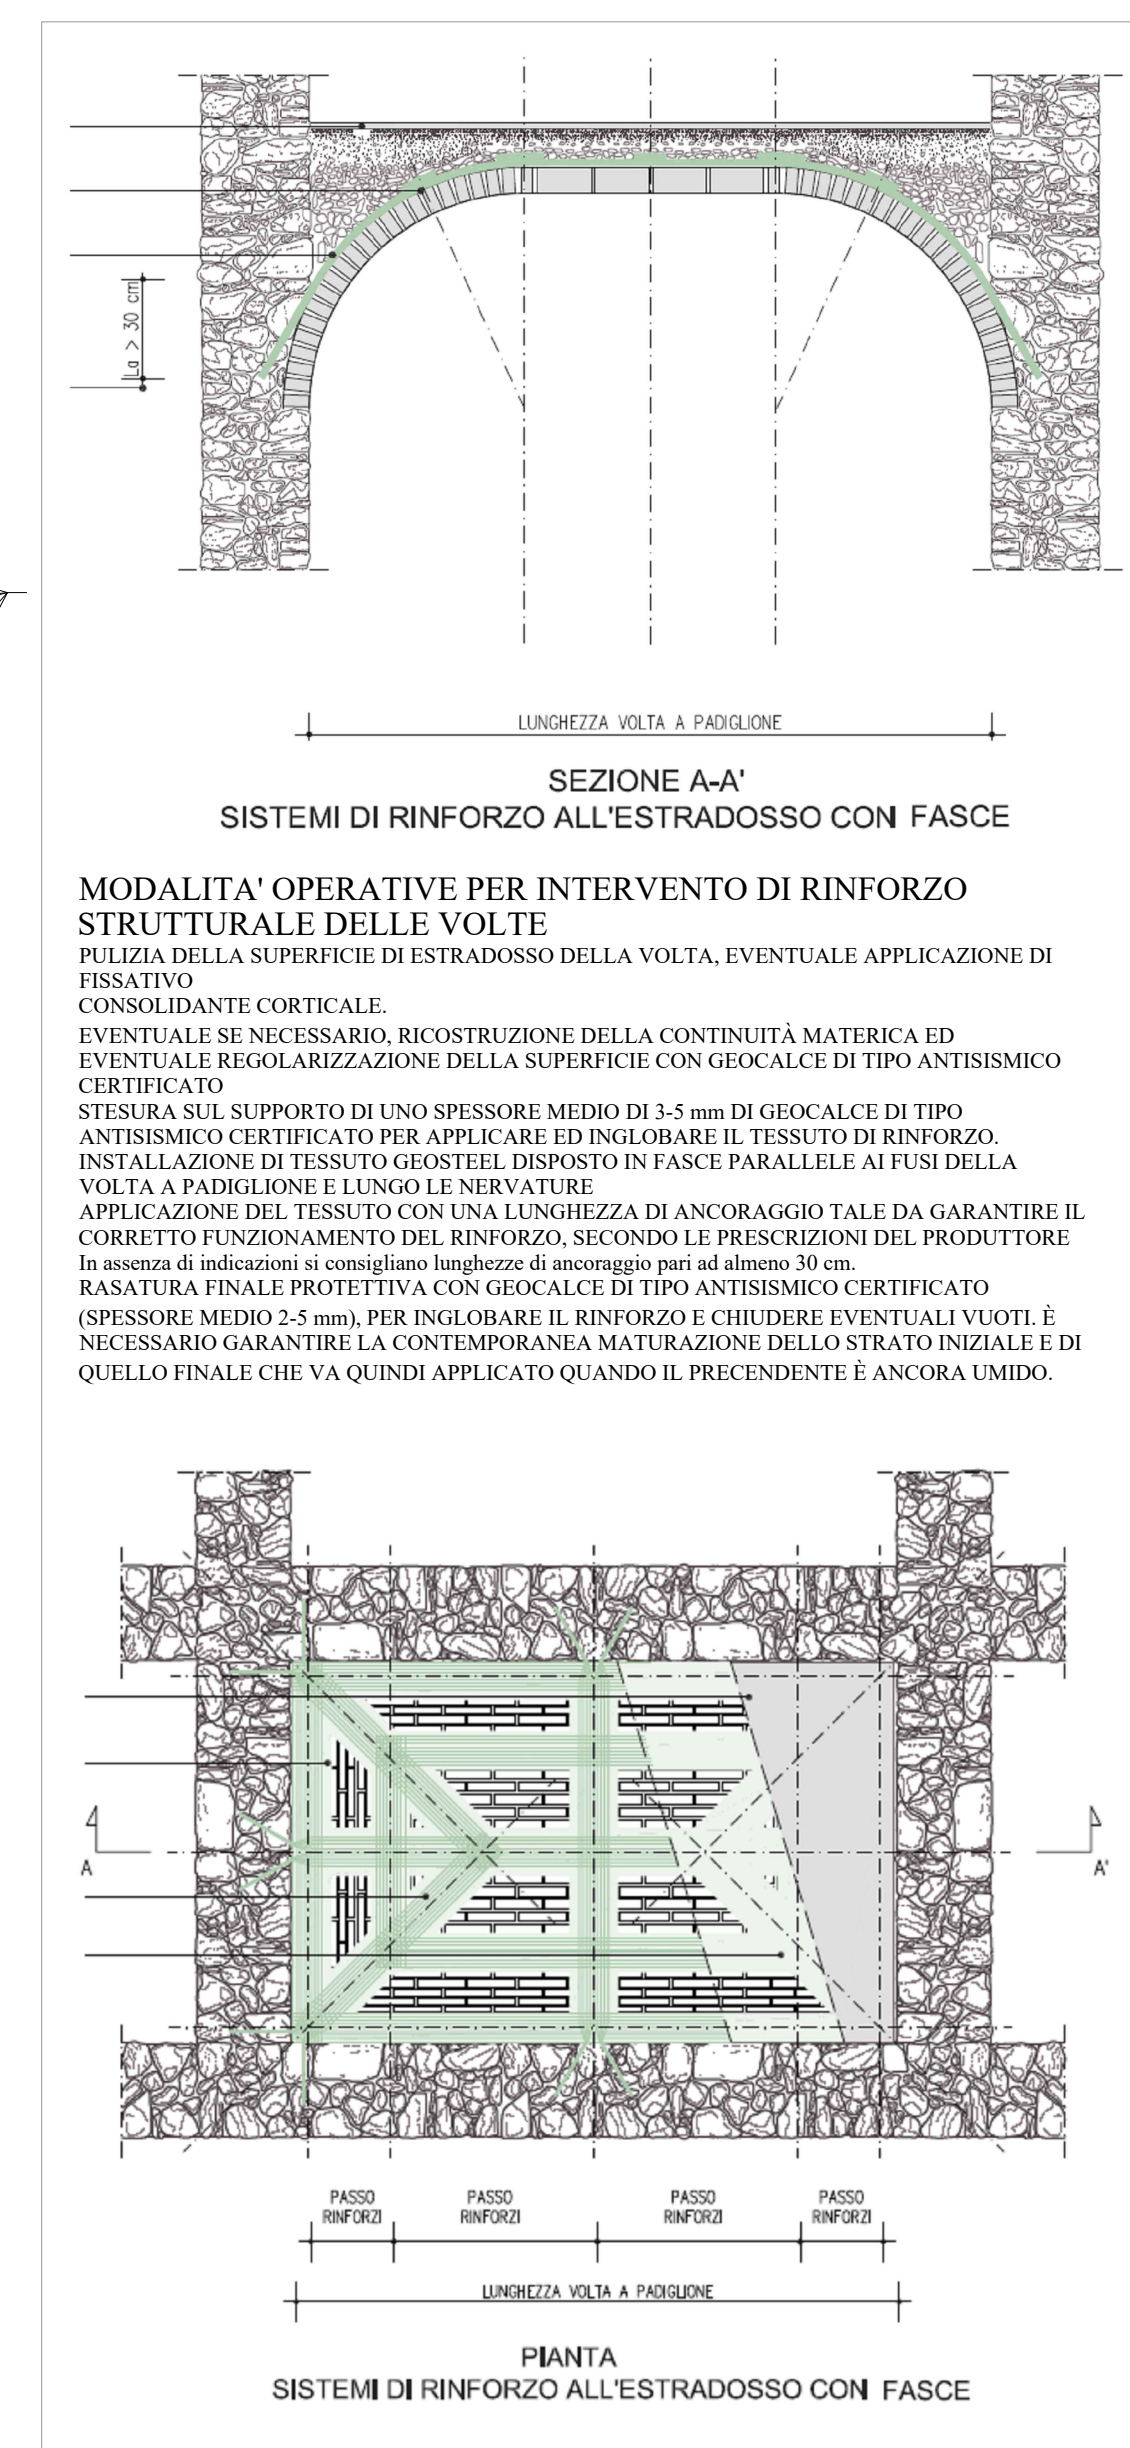 La > 30 cm
LUNGHEZZA VOLTA A PADIGLIONE
SEZIONE A-A'
SISTEMI DI RINFORZO ALL'ESTRADOSSO CON FASCE
MODALITA' OPERATIVE PER INTERVENTO DI RINFORZO
STRUTTURALE DELLE VOLTE
PULIZIA DELLA SUPERFICIE DI ESTRADOSSO DELLA VOLTA, EVENTUALE APPLICAZIONE DI
FISSATIVO
CONSOLIDANTE CORTICALE.
EVENTUALE SE NECESSARIO, RICOSTRUZIONE DELLA CONTINUITÀ MATERICA ED
EVENTUALE REGOLARIZZAZIONE DELLA SUPERFICIE CON GEOCALCE DI TIPO ANTISISMICO
CERTIFICATO
STESURA SUL SUPPORTO DI UNO SPESSORE MEDIO DI 3-5 mm DI GEOCALCE DI TIPO
ANTISISMICO CERTIFICATO PER APPLICARE ED INGLOBARE IL TESSUTO DI RINFORZO.
INSTALLAZIONE DI TESSUTO GEOSTEEL DISPOSTO IN FASCE PARALLELE AI FUSI DELLA
VOLTA A PADIGLIONE E LUNGO LE NERVATURE
APPLICAZIONE DEL TESSUTO CON UNA LUNGHEZZA DI ANCORAGGIO TALE DA GARANTIRE IL
CORRETTO FUNZIONAMENTO DEL RINFORZO, SECONDO LE PRESCRIZIONI DEL PRODUTTORE
In assenza di indicazioni si consigliano lunghezze di ancoraggio pari ad almeno 30 cm.
RASATURA FINALE PROTETTIVA CON GEOCALCE DI TIPO ANTISISMICO CERTIFICATO
(SPESSORE MEDIO 2-5 mm), PER INGLOBARE IL RINFORZO E CHIUDERE EVENTUALI VUOTI. È
NECESSARIO GARANTIRE LA CONTEMPORANEA MATURAZIONE DELLO STRATO INIZIALE E DI
QUELLO FINALE CHE VA QUINDI APPLICATO QUANDO IL PRECENDENTE È ANCORA UMIDO.
A A'
PASSO PASSO PASSO PASSO
RINFORZI RINFORZI RINFORZI RINFORZI
LUNGHEZZA VOLTA A PADIGLIONE
PIANTA
SISTEMI DI RINFORZO ALL'ESTRADOSSO CON FASCE